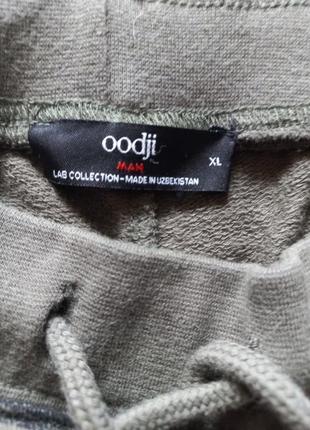 oodji
MAN
XL
LAB COLLECTION - MADE IN UZBEKISTAN